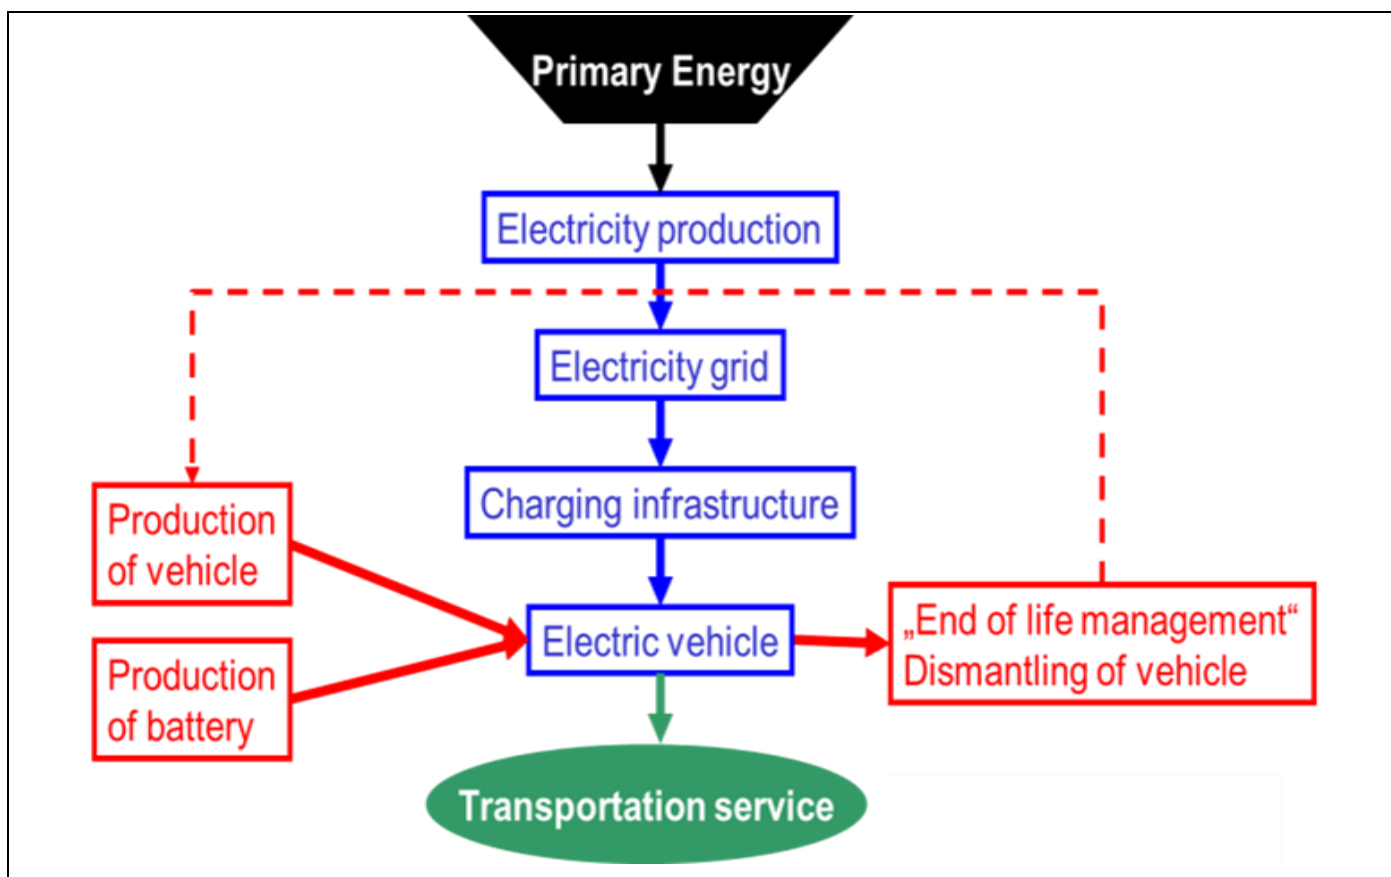 Primary Energy
Electricity production
Electricity grid
Charging infrastructure
Production
of vehicle
Electric vehicle
„End of life management“
Dismantling of vehicle
Production
of battery
Transportation service